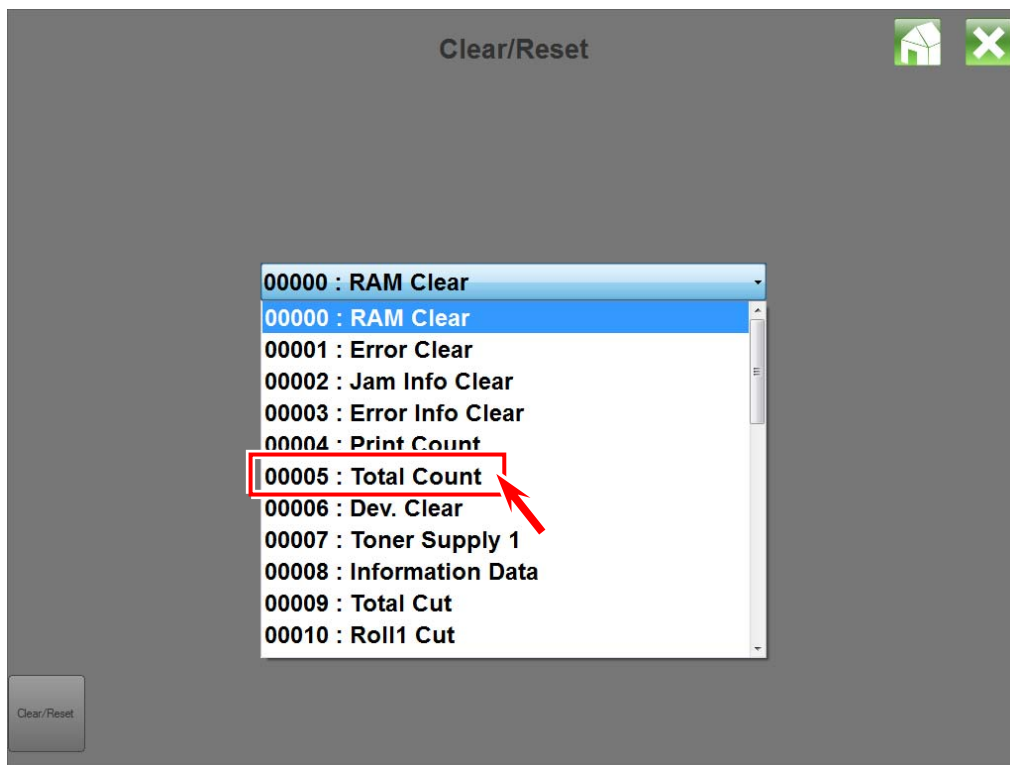 Clear/Reset
00000 : RAM Clear
00000 : RAM Clear
00001 : Error Clear
00002 : Jam Info Clear
00003 : Error Info Clear
00004 : Print Count
00005 : Total Count
00006 : Dev. Clear
00007 : Toner Supply 1
00008 : Information Data
00009 : Total Cut
00010 : Roll1 Cut
Clear/Reset